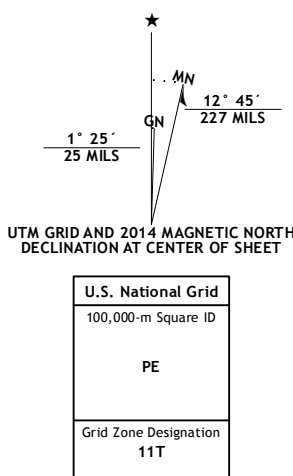 ★
MN
GN
12° 45´
227 MILS
1° 25´
25 MILS
UTM GRID AND 2014 MAGNETIC NORTH
DECLINATION AT CENTER OF SHEET
U.S. National Grid
100,000-m Square ID
PE
Grid Zone Designation
11T